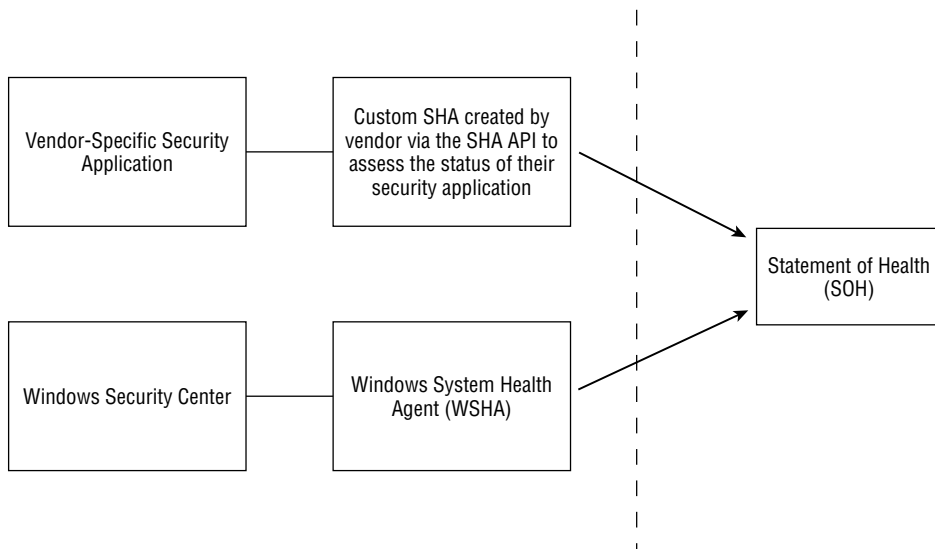 Vendor-Specific Security
Application
Custom SHA created by
vendor via the SHA API to
assess the status of their
security application
Statement of Health
(SOH)
Windows Security Center
Windows System Health
Agent (WSHA)